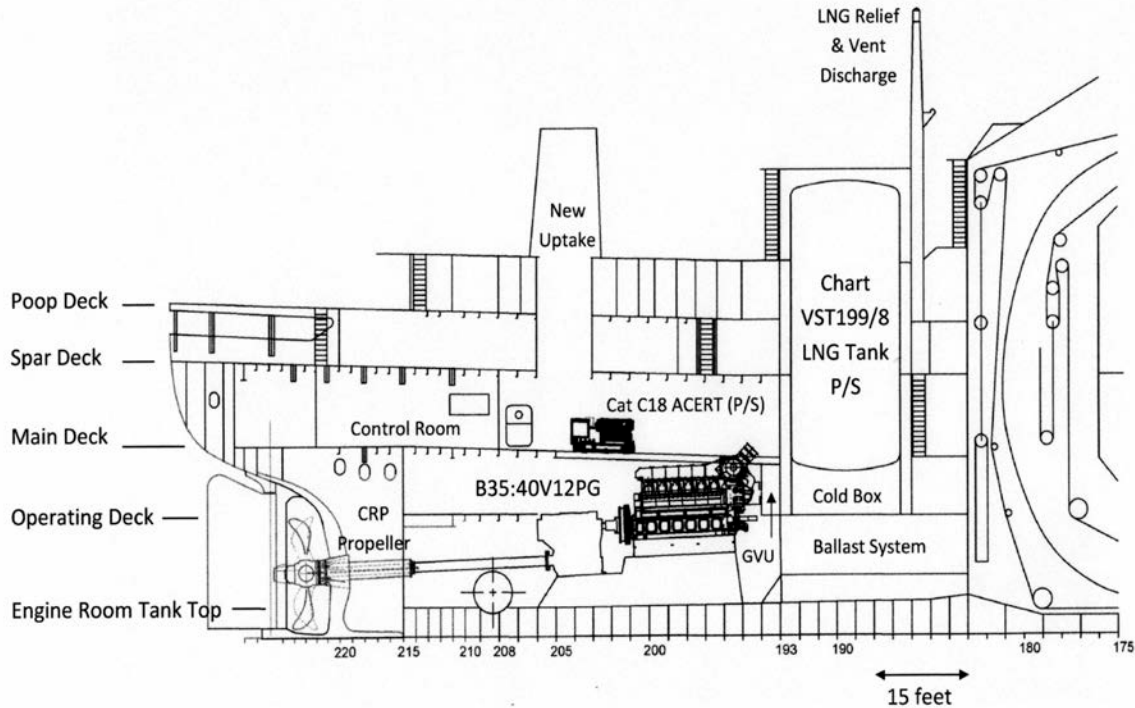 LNG Relief
& Vent
Discharge
New
Uptake
Poop Deck
Chart
VST199/8
LNG Tank
P/S
Spar Deck
Cat C18 ACERT (P/S)
Control Room
Main Deck
B35:40V12PG
Cold Box
Operating Deck
CRP
Propeller
GVU
Ballast System
Engine Room Tank Top
220
215
210
208
205
200
193
190
180
175
15 feet